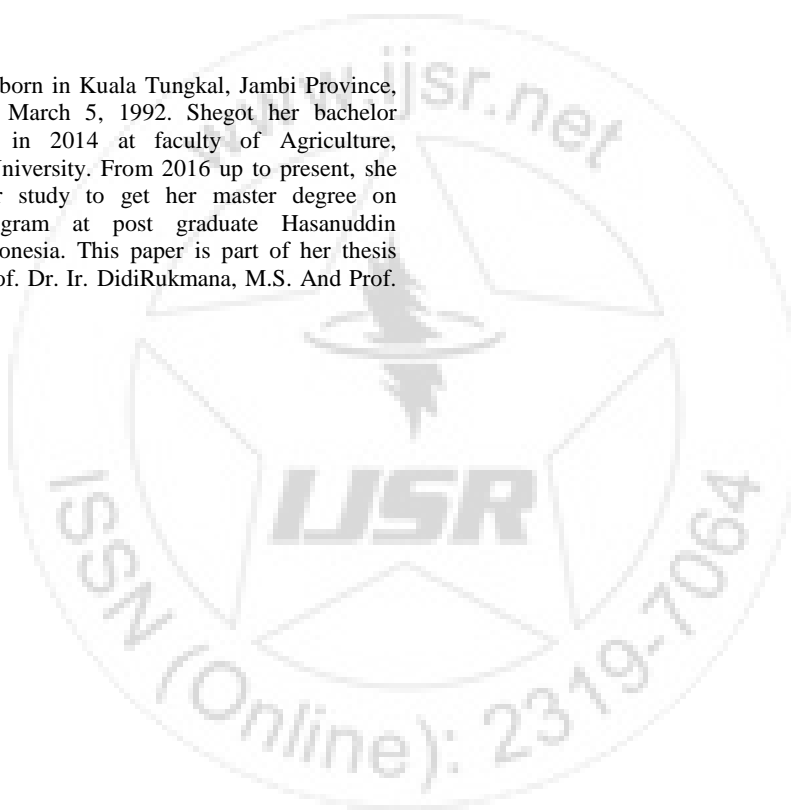 born in Kuala Tungkal, Jambi Province,
March 5, 1992. Shegot her bachelor
in 2014 at faculty of Agriculture,
niversity. From 2016 up to present, she
r study to get her master degree on
gram at post graduate Hasanuddin
onesia. This paper is part of her thesis
of. Dr. Ir. DidiRukmana, M.S. And Prof.
www.ijsr.net
IJSR
ISSN (Online): 2319-7064